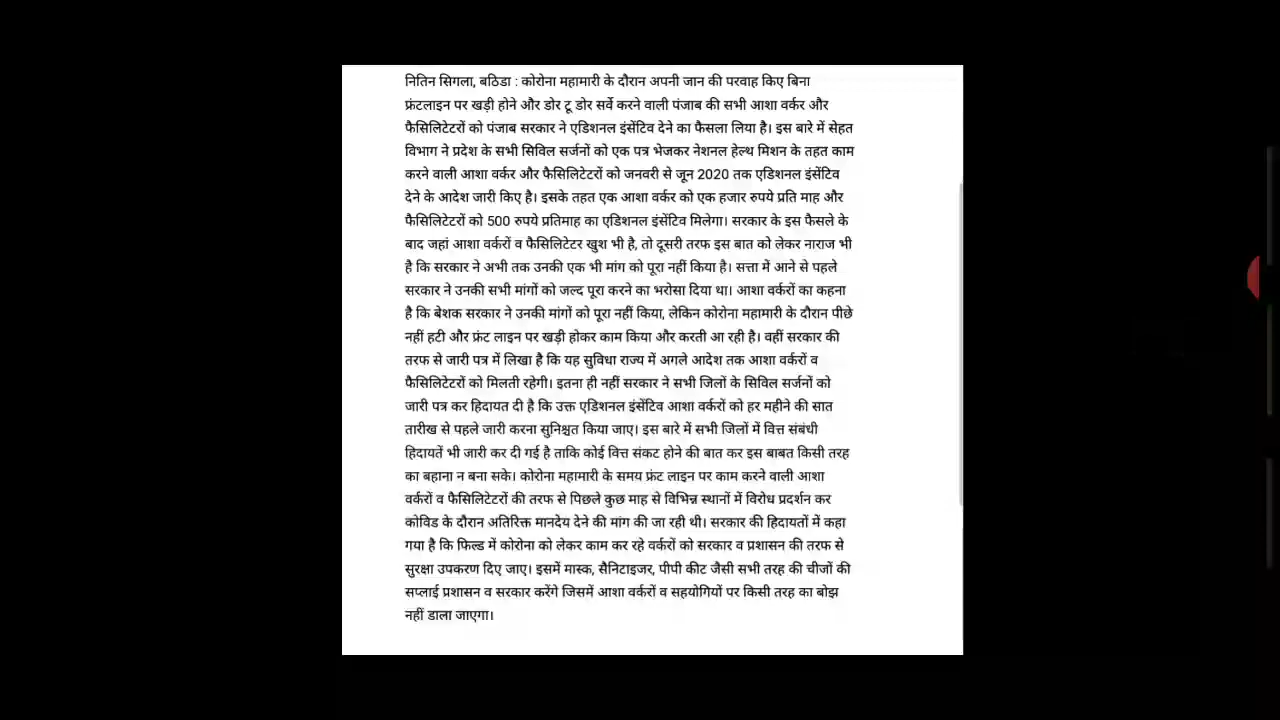 नितिन सिगला, बठिडा : कोरोना महामारी के दौरान अपनी जान की परवाह किए बिना
फ्रंटलाइन पर खड़ी होने और डोर टू डोर सर्वे करने वाली पंजाब की सभी आशा वर्कर और
फैसिलिटेटरों को पंजाब सरकार ने एडिशनल इंसेंटिव देने का फैसला लिया है। इस बारे में सेहत
विभाग ने प्रदेश के सभी सिविल सर्जनों को एक पत्र भेजकर नेशनल हेल्थ मिशन के तहत काम
करने वाली आशा वर्कर और फैसिलिटेटरों को जनवरी से जून 2020 तक एडिशनल इंसेंटिव
देने के आदेश जारी किए है। इसके तहत एक आशा वर्कर को एक हजार रुपये प्रति माह और
फैसिलिटेटरों को 500 रुपये प्रतिमाह का एडिशनल इंसेंटिव मिलेगा। सरकार के इस फैसले के
बाद जहां आशा वर्करों व फैसिलिटेटर खुश भी है, तो दूसरी तरफ इस बात को लेकर नाराज भी
है कि सरकार ने अभी तक उनकी एक भी मांग को पूरा नहीं किया है। सत्ता में आने से पहले
सरकार ने उनकी सभी मांगों को जल्द पूरा करने का भरोसा दिया था। आशा वर्करों का कहना
है कि बेशक सरकार ने उनकी मांगों को पूरा नहीं किया, लेकिन कोरोना महामारी के दौरान पीछे
नहीं हटी और फ्रंट लाइन पर खड़ी होकर काम किया और करती आ रही है। वहीं सरकार की
तरफ से जारी पत्र में लिखा है कि यह सुविधा राज्य में अगले आदेश तक आशा वर्करों व
फैसिलिटेटरों को मिलती रहेगी। इतना ही नहीं सरकार ने सभी जिलों के सिविल सर्जनों को
जारी पत्र कर हिदायत दी है कि उक्त एडिशनल इंसेंटिव आशा वर्करों को हर महीने की सात
तारीख से पहले जारी करना सुनिश्चत किया जाए। इस बारे में सभी जिलों में वित्त संबंधी
हिदायतें भी जारी कर दी गई है ताकि कोई वित्त संकट होने की बात कर इस बाबत किसी तरह
का बहाना न बना सके। कोरोना महामारी के समय फ्रंट लाइन पर काम करने वाली आशा
वर्करों व फैसिलिटेटरों की तरफ से पिछले कुछ माह से विभिन्न स्थानों में विरोध प्रदर्शन कर
कोविड के दौरान अतिरिक्त मानदेय देने की मांग की जा रही थी। सरकार की हिदायतों में कहा
गया है कि फिल्ड में कोरोना को लेकर काम कर रहे वर्करों को सरकार व प्रशासन की तरफ से
सुरक्षा उपकरण दिए जाए। इसमें मास्क, सैनिटाइजर, पीपी कीट जैसी सभी तरह की चीजों की
सप्लाई प्रशासन व सरकार करेंगे जिसमें आशा वर्करों व सहयोगियों पर किसी तरह का बोझ
नहीं डाला जाएगा।